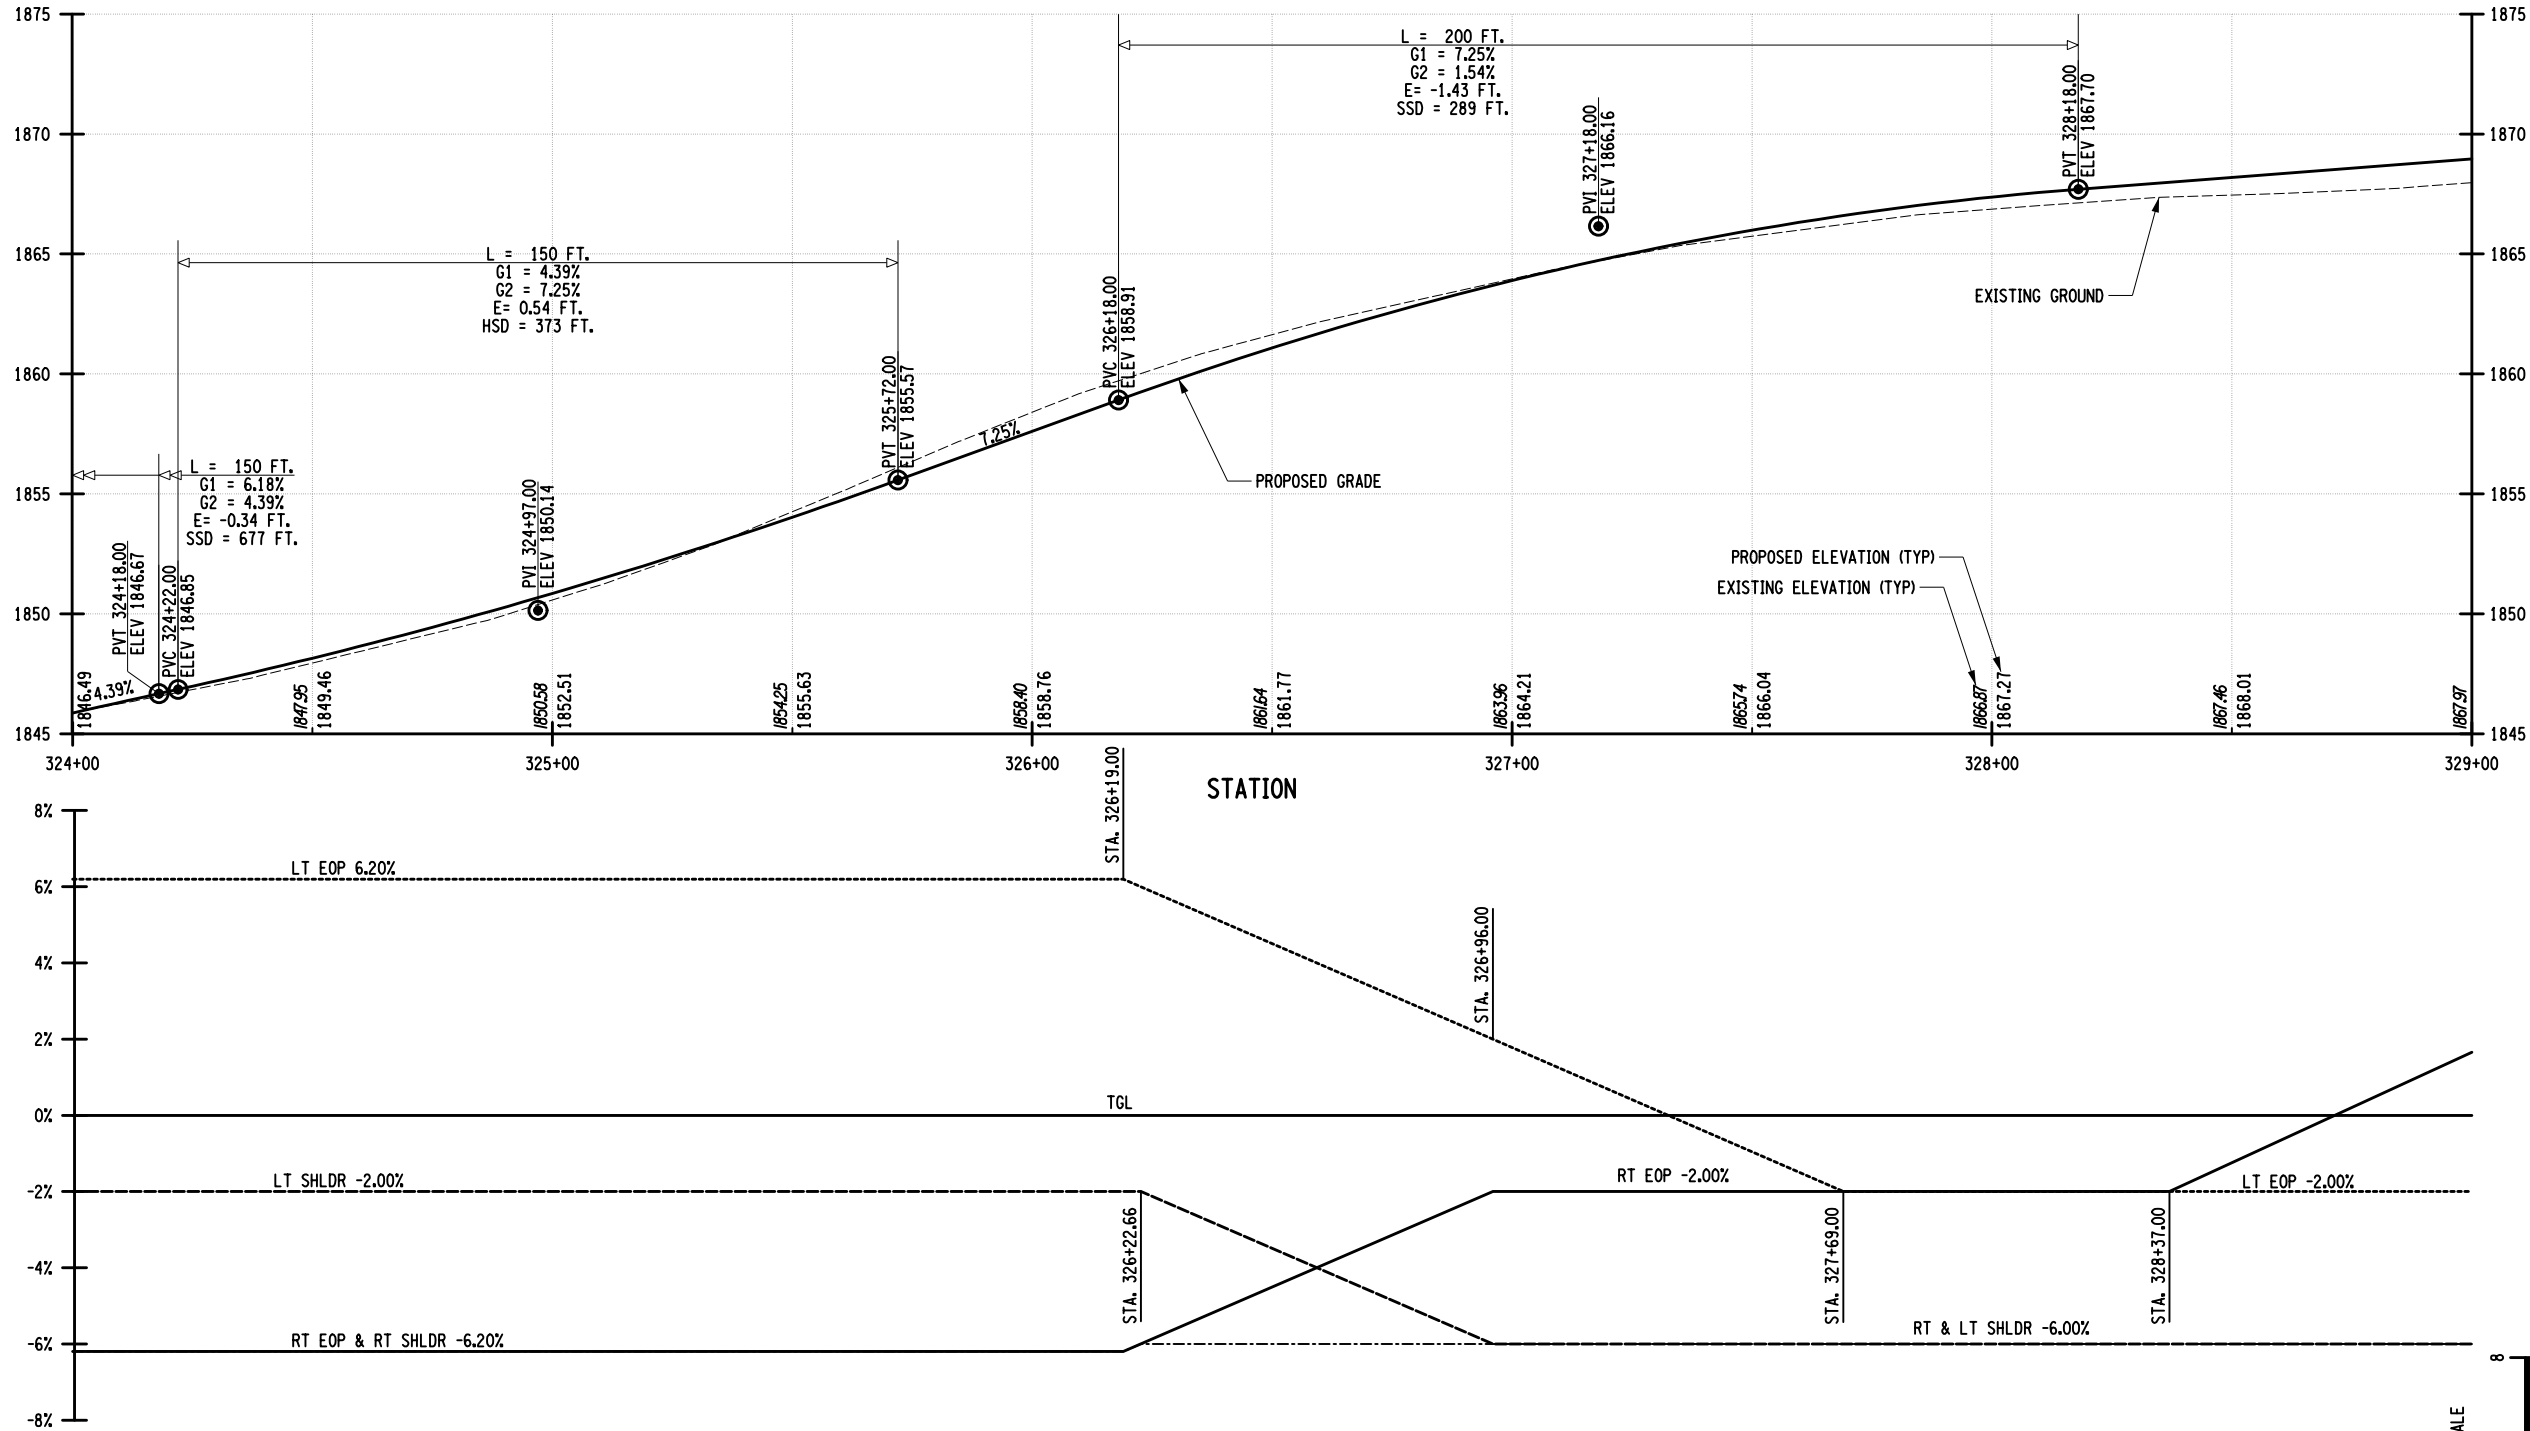 1875
1875
L = 200 FT.
G1 = 7.25%
G2 = 1.54%
E= -1.43 FT.
SSD = 289 FT.
PVT 328+18.00
ELEV 1867.70
PVI 327+18.00
ELEV 1866.16
1870
1870
1865
1865
L = 150 FT.
G1 = 4.39%
G2 = 7.25%
E= 0.54 FT.
HSD = 373 FT.
PVC 326+18.00
ELEV 1858.91
EXISTING GROUND
1860
1860
PVT 325+72.00
ELEV 1855.57
7.25%
PROPOSED GRADE
1855
1855
L = 150 FT.
G1 = 6.18%
G2 = 4.39%
E= -0.34 FT.
SSD = 677 FT.
PVI 324+97.00
ELEV 1850.14
PVT 324+18.00
ELEV 1846.67
PVC 324+22.00
ELEV 1846.85
PROPOSED ELEVATION (TYP)
EXISTING ELEVATION (TYP)
1850
1850
4.39%
1846.49
1847.95
1849.46
1850.58
1852.51
1854.25
1855.63
1858.40
1858.76
1861.64
1861.77
1863.96
1864.21
1865.74
1866.04
1866.87
1867.27
1867.46
1868.01
1867.97
1845
1845
324+00
325+00
326+00
327+00
328+00
329+00
STATION
STA. 326+19.00
8%
LT EOP 6.20%
6%
4%
STA. 326+96.00
2%
TGL
0%
LT SHLDR -2.00%
RT EOP -2.00%
LT EOP -2.00%
-2%
STA. 326+22.66
STA. 327+69.00
STA. 328+37.00
-4%
RT EOP & RT SHLDR -6.20%
RT & LT SHLDR -6.00%
-6%
8
-8%
ALE